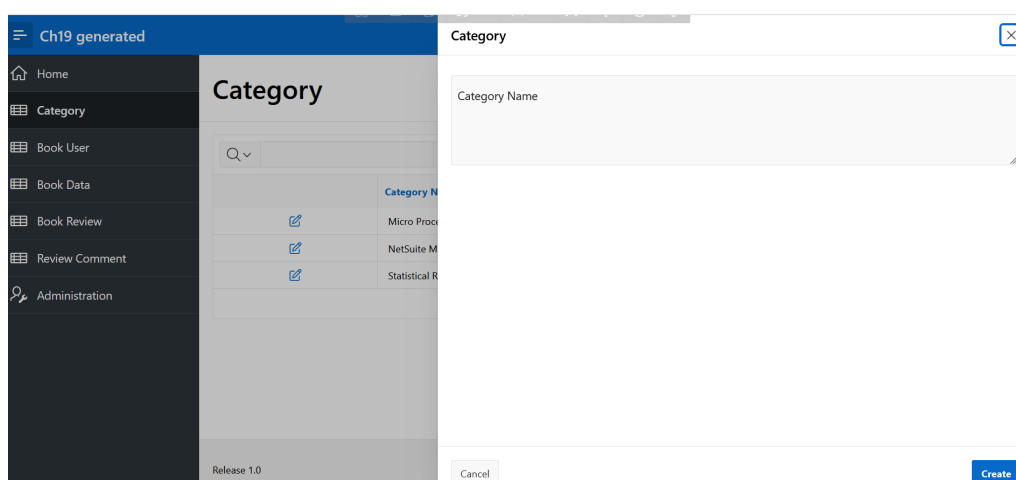 Ch19 generated
Home
Category
Book User
Book Data
Book Review
Review Comment
Administration
Category
Category N
Micro Proce
NetSuite M
Statistical R
Release 1.0
Category
Category Name
Cancel
Create